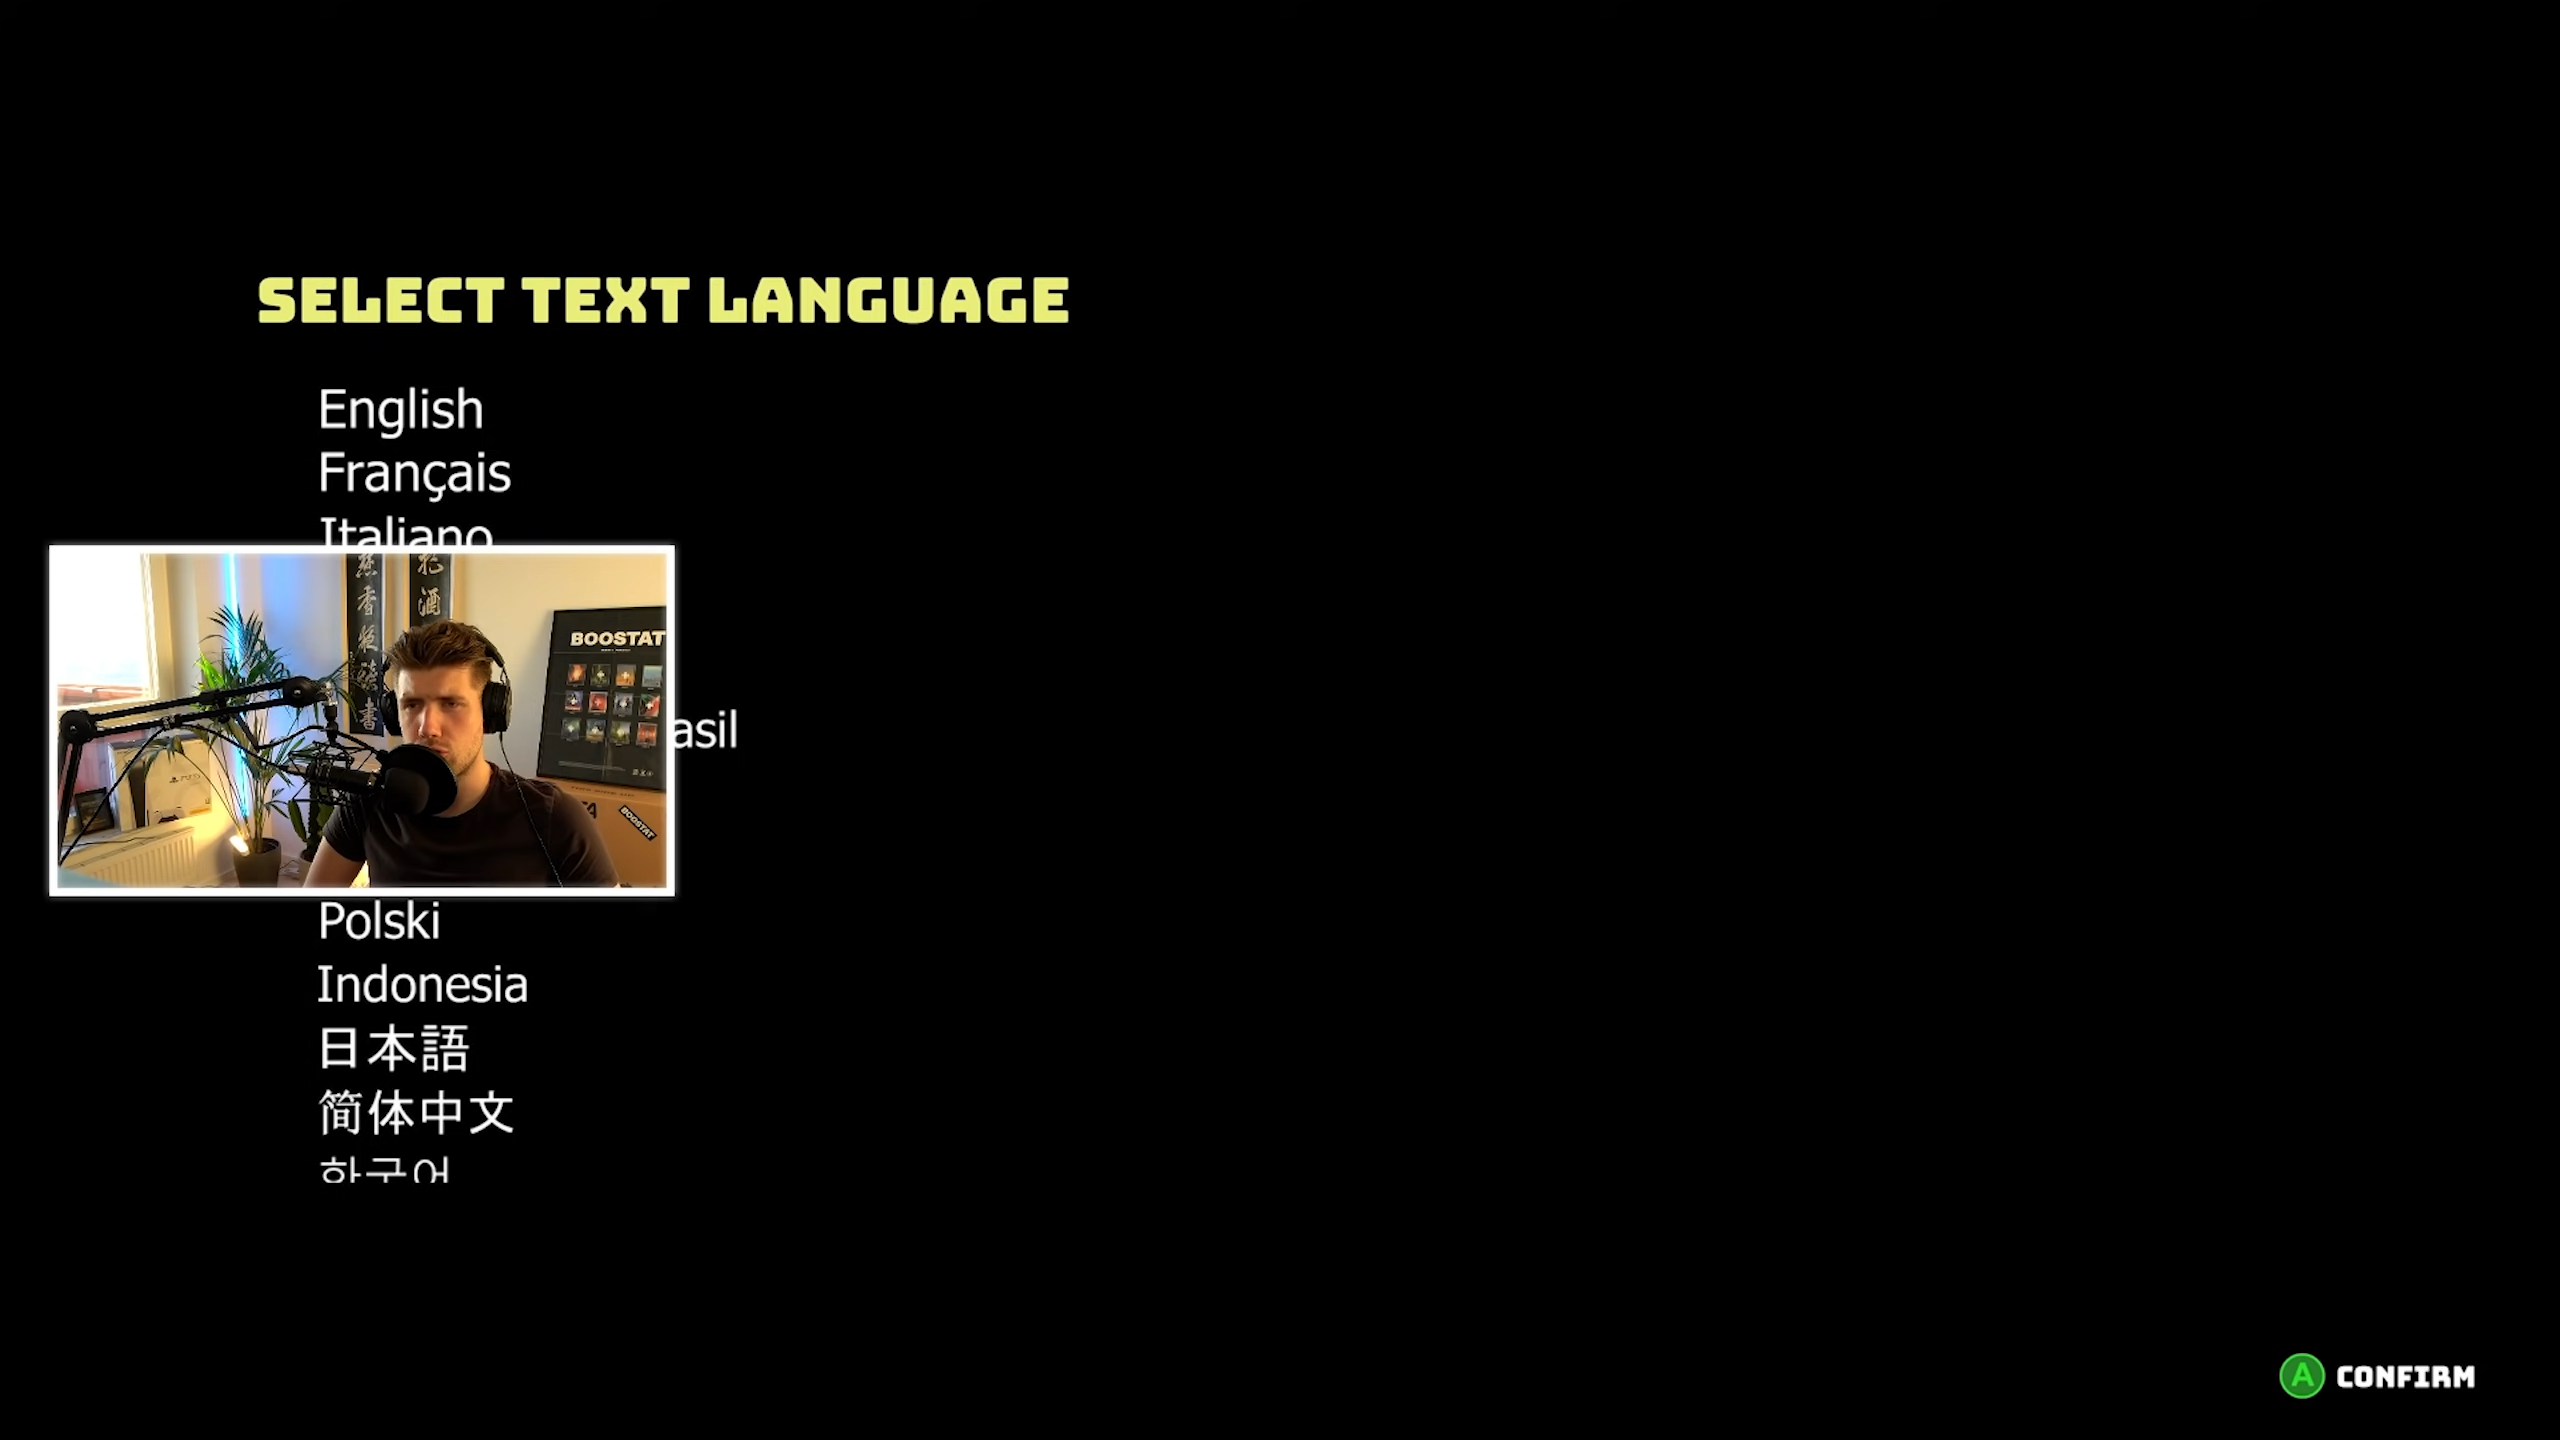 SELECT TEXT LANGUAGE
English
Français
Italiano
asil
BOOSTAT
BOOSTAT
Polski
Indonesia
日本語
简体中文
한국어
A CONFIRM